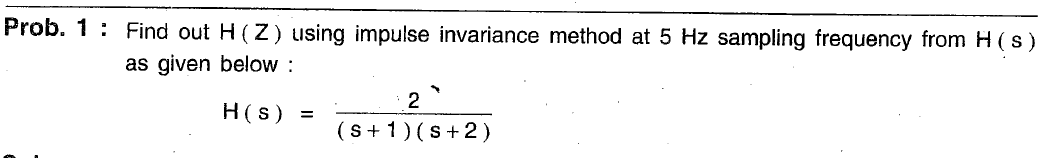 Prob. 1 : Find out H ( Z ) using impulse invariance method at 5 Hz sampling frequency from H ( s )
as given below :
2
H ( s ) =
( s + 1 ) ( s + 2 )